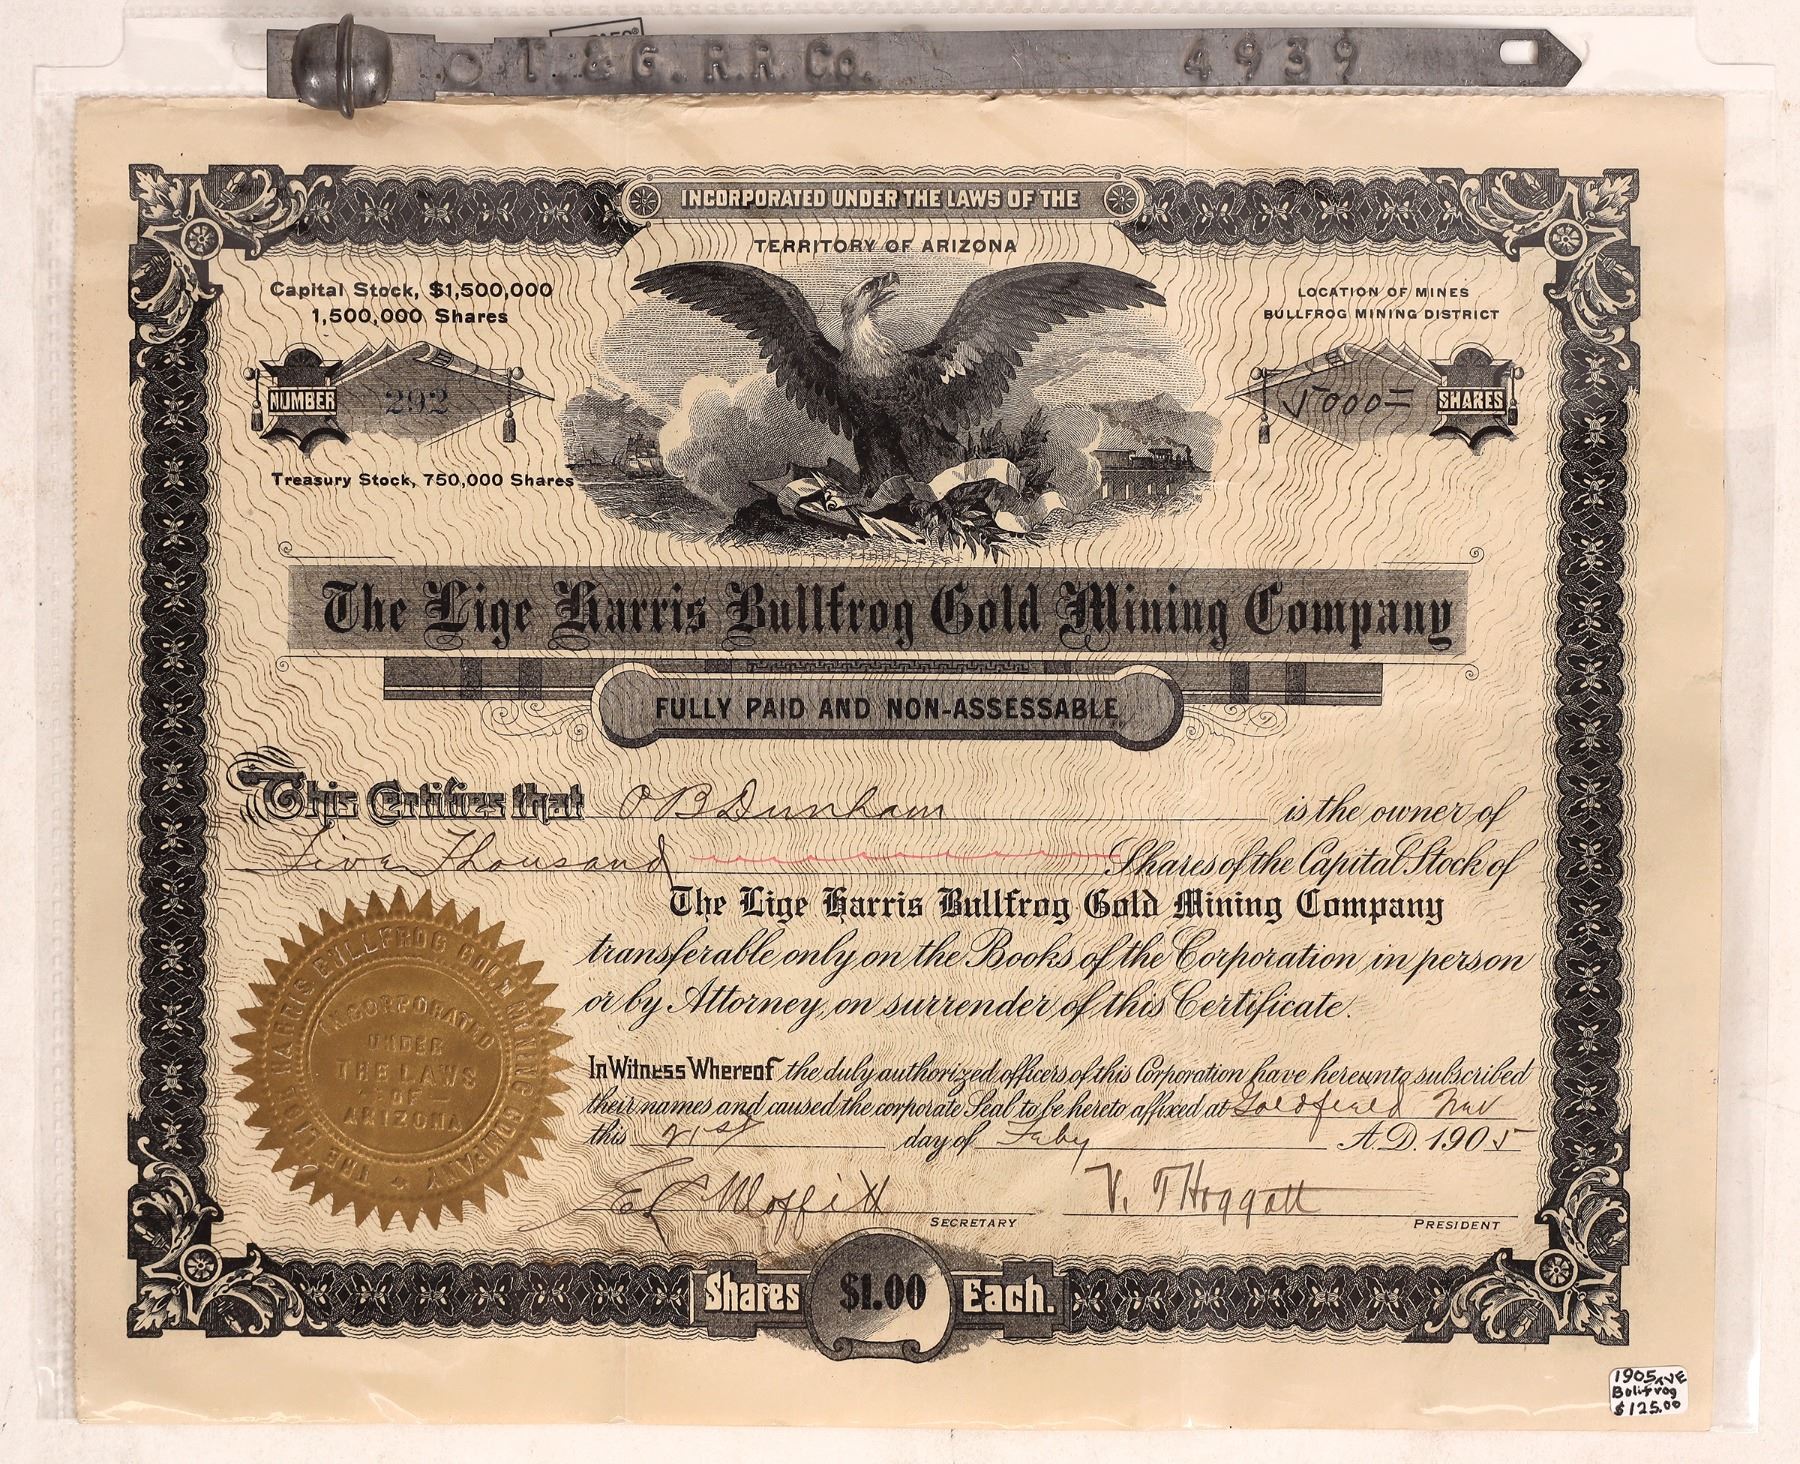 T. & G. R.R. Co. 4939
INCORPORATED UNDER THE LAWS OF THE
TERRITORY OF ARIZONA
Capital Stock, $1,500,000
1,500,000 Shares
LOCATION OF MINES
BULLFROG MINING DISTRICT
NUMBER 292
5000= SHARES
Treasury Stock, 750,000 Shares
The Lige Harris Bullfrog Gold Mining Company
FULLY PAID AND NON-ASSESSABLE
This Certifies that O B Dunham is the owner of
Five Thousand Shares of the Capital Stock of
The Lige Harris Bullfrog Gold Mining Company
transferable only on the Books of the Corporation in person
or by Attorney, on surrender of this Certificate.
In Witness Whereof the duly authorized officers of this Corporation have hereunto subscribed
their names and caused the corporate Seal to be hereto affixed at Goldfield Nev
this 21st day of Feby A.D. 1905
Moffitt SECRETARY
V. T Hoggatt PRESIDENT
THE LIGE HARRIS BULLFROG GOLD MINING COMPANY
INCORPORATED
UNDER
THE LAWS
- OF -
ARIZONA
Shares $1.00 Each.
1905
Bullfrog
$125.00